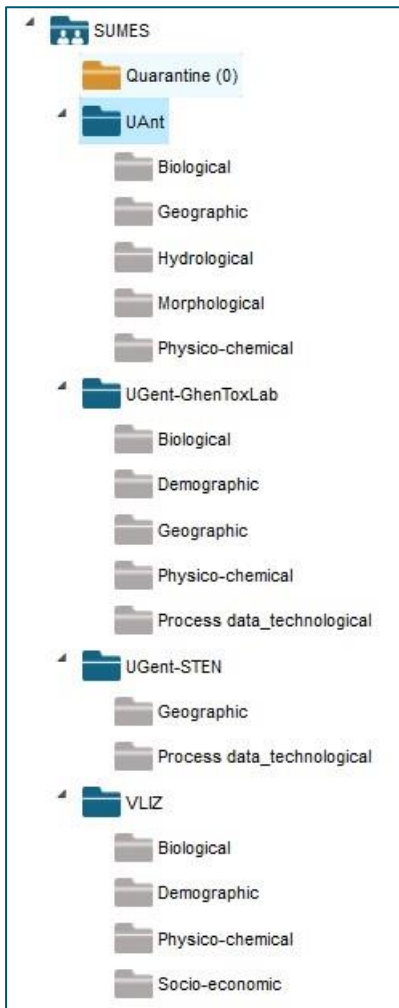 SUMES
Quarantine (0)
UAnt
Biological
Geographic
Hydrological
Morphological
Physico-chemical
UGent-GhenToxLab
Biological
Demographic
Geographic
Physico-chemical
Process data_technological
UGent-STEN
Geographic
Process data_technological
VLIZ
Biological
Demographic
Physico-chemical
Socio-economic